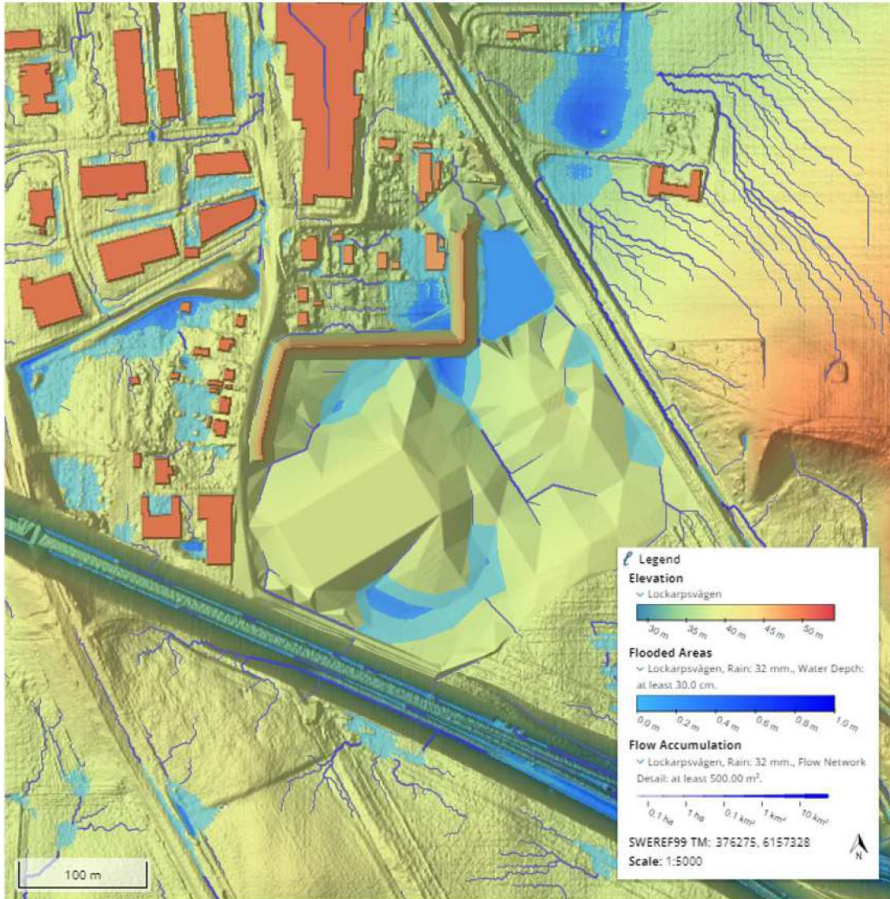 Legend
Elevation
Lockarpsvägen
30 m 35 m 40 m 45 m 50 m
Flooded Areas
Lockarpsvägen, Rain: 32 mm., Water Depth:
at least 30.0 cm.
0.0 m 0.2 m 0.4 m 0.6 m 0.8 m 1.0 m
Flow Accumulation
Lockarpsvägen, Rain: 32 mm., Flow Network
Detail: at least 500.00 m².
0.1 ha 1 ha 0.1 km² 1 km² 10 km²
SWEREF99 TM: 376275, 6157328
Scale: 1:5000
N
100 m